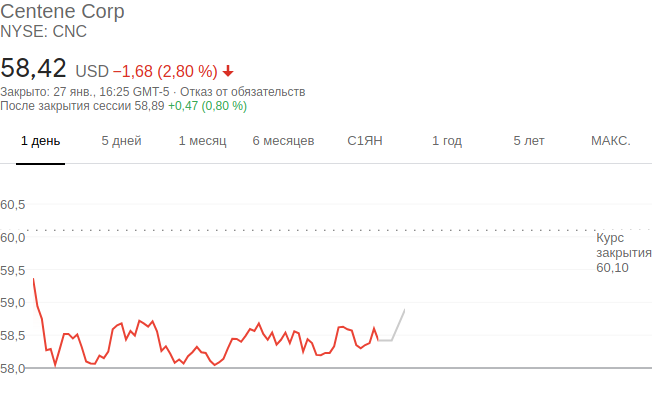 Centene Corp
NYSE: CNC
58,42 USD −1,68 (2,80 %)
Закрыто: 27 янв., 16:25 GMT-5 · Отказ от обязательств
После закрытия сессии 58,89 +0,47 (0,80 %)
1 день 5 дней 1 месяц 6 месяцев С1ЯН 1 год 5 лет МАКС.
60,5
60,0
Курс
закрытия
60,10
59,5
59,0
58,5
58,0